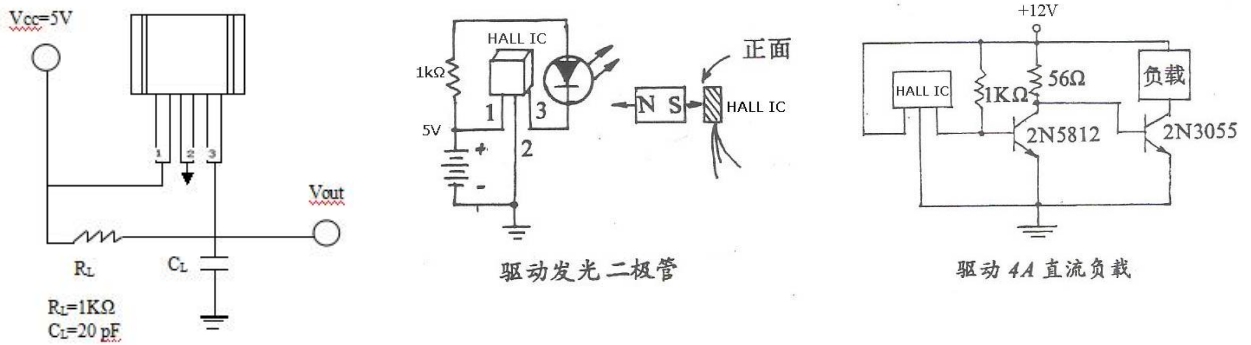 Vcc=5V
1 2 3
Vout
RL
CL
RL=1KΩ
CL=20 pF
HALL IC
1kΩ
1
3
5V
2
+
-
正面
N S
HALL IC
驱动发光二极管
+12V
HALL IC
1KΩ
56Ω
负载
2N5812
2N3055
驱动 4A 直流负载